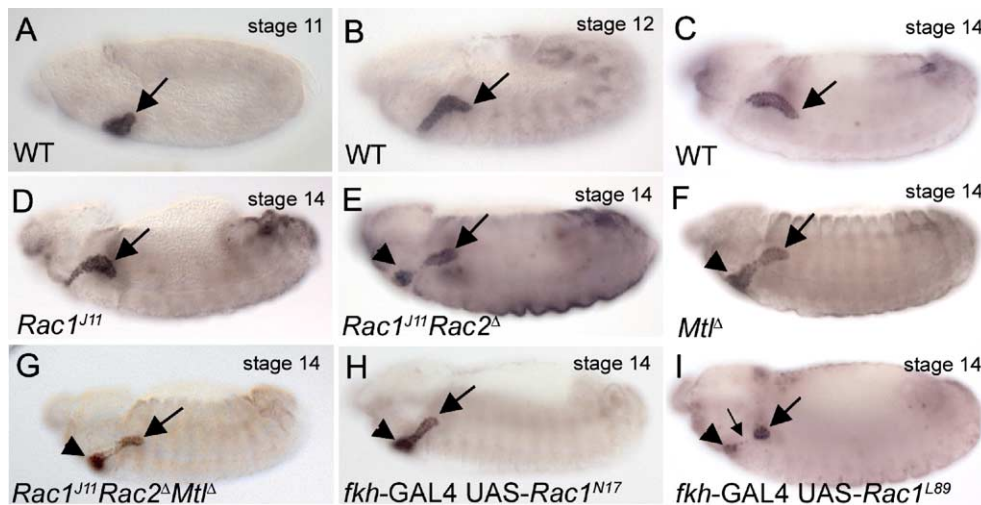 A stage 11
WT
B stage 12
WT
C stage 14
WT
D stage 14
Rac1ᴶ¹¹
E stage 14
Rac1ᴶ¹¹Rac2Δ
F stage 14
MtlΔ
G stage 14
Rac1ᴶ¹¹Rac2ΔMtlΔ
H stage 14
fkh-GAL4 UAS-Rac1ᴺ¹⁷
I stage 14
fkh-GAL4 UAS-Rac1ᴸ⁸⁹